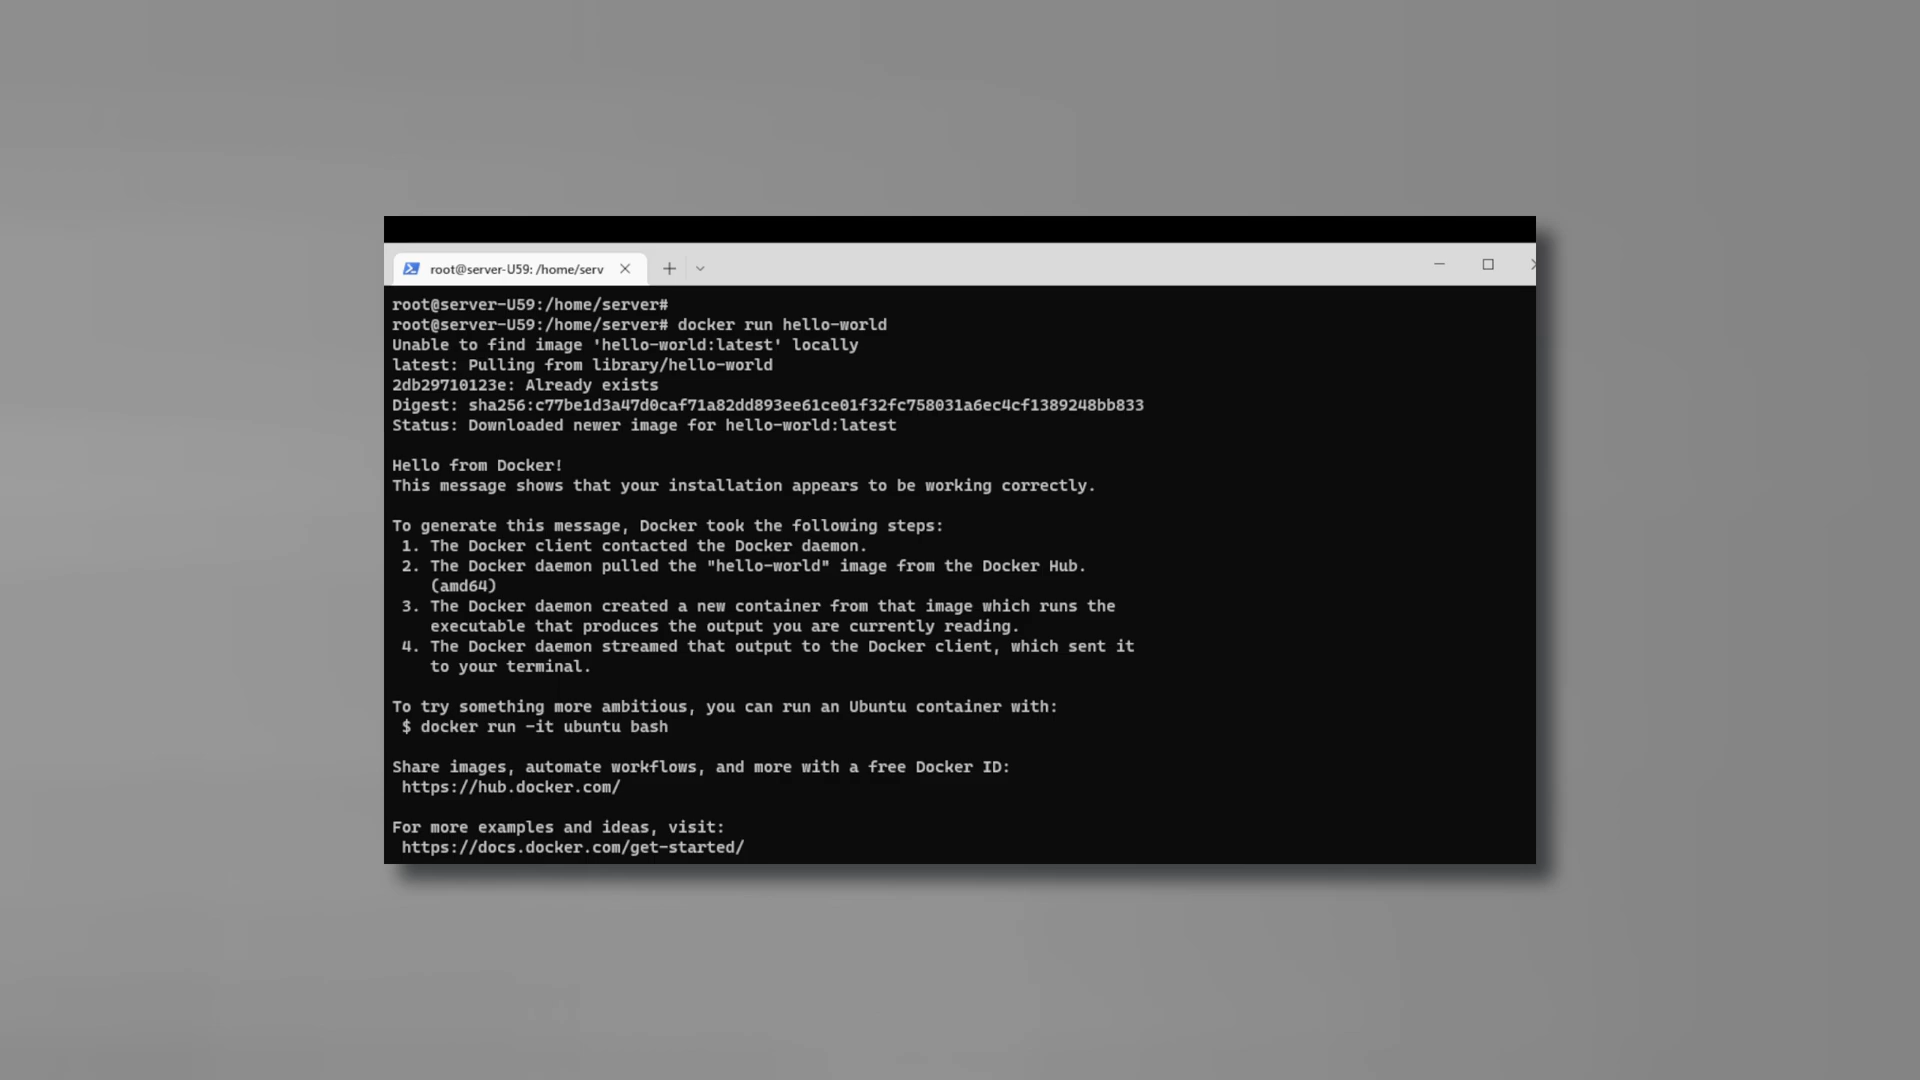 root@server-U59: /home/serv
root@server-U59:/home/server#
root@server-U59:/home/server# docker run hello-world
Unable to find image 'hello-world:latest' locally
latest: Pulling from library/hello-world
2db29710123e: Already exists
Digest: sha256:c77be1d3a47d0caf71a82dd893ee61ce01f32fc758031a6ec4cf1389248bb833
Status: Downloaded newer image for hello-world:latest
Hello from Docker!
This message shows that your installation appears to be working correctly.
To generate this message, Docker took the following steps:
1. The Docker client contacted the Docker daemon.
2. The Docker daemon pulled the "hello-world" image from the Docker Hub.
(amd64)
3. The Docker daemon created a new container from that image which runs the
executable that produces the output you are currently reading.
4. The Docker daemon streamed that output to the Docker client, which sent it
to your terminal.
To try something more ambitious, you can run an Ubuntu container with:
$ docker run -it ubuntu bash
Share images, automate workflows, and more with a free Docker ID:
https://hub.docker.com/
For more examples and ideas, visit:
https://docs.docker.com/get-started/